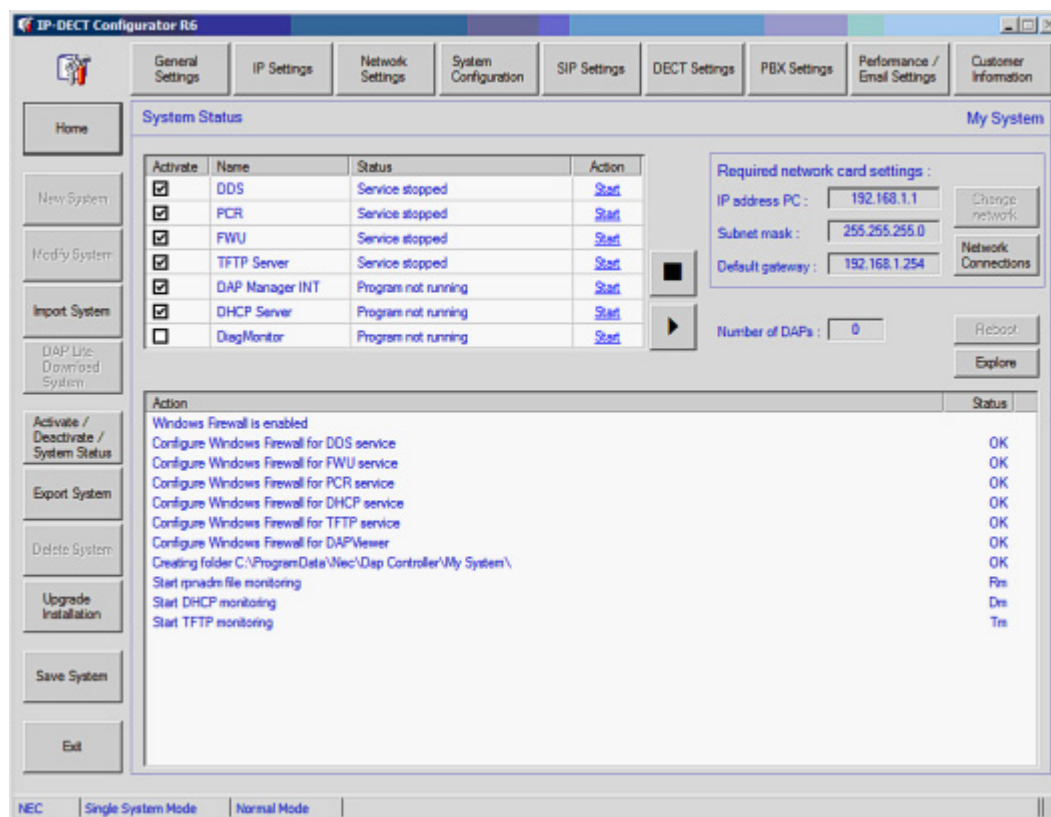 IP-DECT Configurator R6
General Settings
IP Settings
Network Settings
System Configuration
SIP Settings
DECT Settings
PBX Settings
Performance / Email Settings
Customer Information
Home
New System
Modify System
Import System
DAP Lite Download System
Activate / Deactivate / System Status
Export System
Delete System
Upgrade Installation
Save System
Exit
System Status My System
Activate Name Status Action
DDS Service stopped Start
PCR Service stopped Start
FWU Service stopped Start
TFTP Server Service stopped Start
DAP Manager INT Program not running Start
DHCP Server Program not running Start
DiagMonitor Program not running Start
Required network card settings :
IP address PC : 192.168.1.1
Subnet mask : 255.255.255.0
Default gateway : 192.168.1.254
Change network
Network Connections
Number of DAPs : 0
Reboot
Explore
Action Status
Windows Firewall is enabled
Configure Windows Firewall for DDS service OK
Configure Windows Firewall for FWU service OK
Configure Windows Firewall for PCR service OK
Configure Windows Firewall for DHCP service OK
Configure Windows Firewall for TFTP service OK
Configure Windows Firewall for DAPViewer OK
Creating folder C:\ProgramData\Nec\Dap Controller\My System\ OK
Start rpnadm file monitoring Rm
Start DHCP monitoring Dm
Start TFTP monitoring Tm
NEC Single System Mode Normal Mode